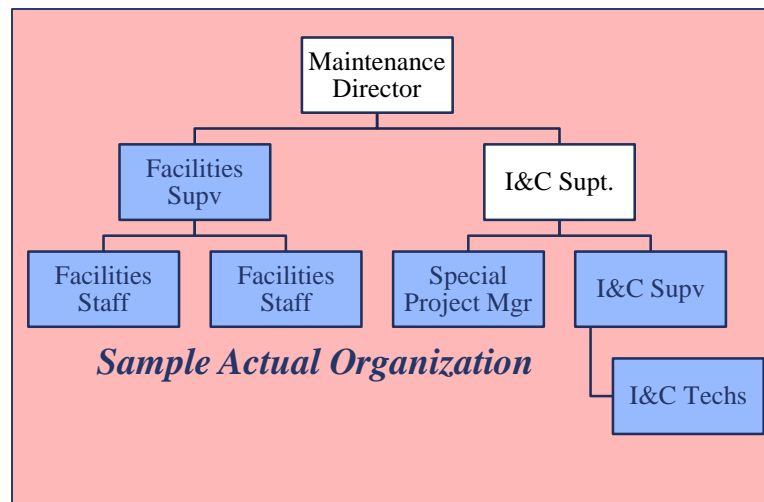 Maintenance
Director
Facilities
Supv
I&C Supt.
Facilities
Staff
Facilities
Staff
Special
Project Mgr
I&C Supv
Sample Actual Organization
I&C Techs